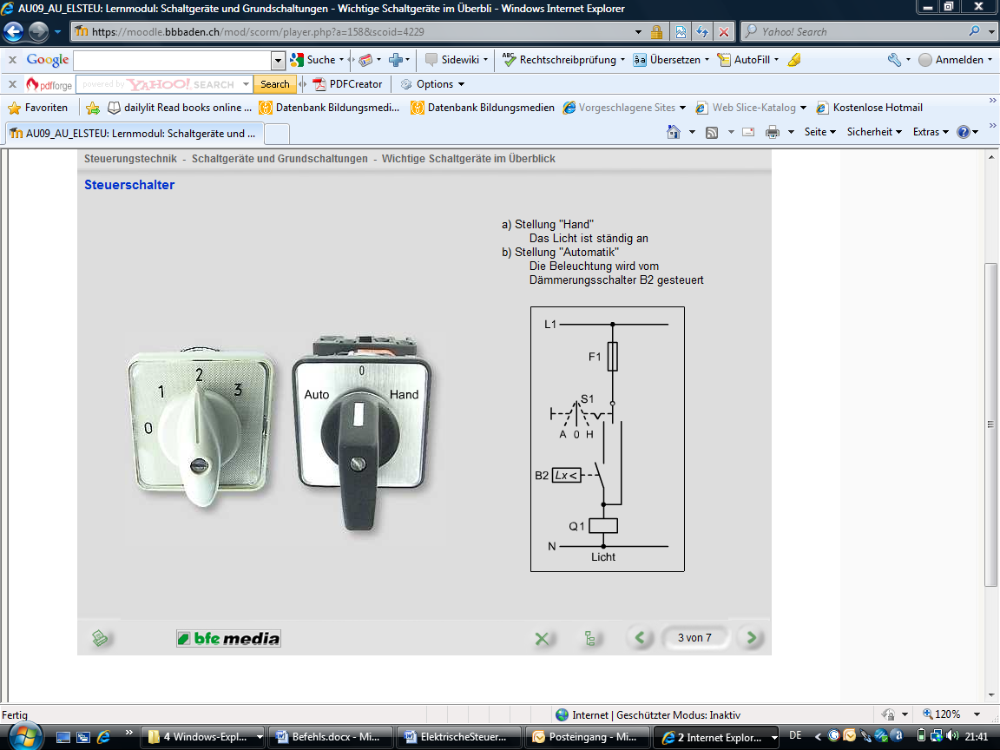 AU09_AU_ELSTEU: Lernmodul: Schaltgeräte und Grundschaltungen - Wichtige Schaltgeräte im Überbli - Windows Internet Explorer
https://moodle.bbbaden.ch/mod/scorm/player.php?a=158&scoid=4229
Yahoo! Search
x Google Suche Sidewiki ABC Rechtschreibprüfung Übersetzen AutoFill Anmelden
x pdfforge powered by YAHOO! SEARCH Search PDFCreator Options
Favoriten dailylit Read books online ... Datenbank Bildungsmedi... Datenbank Bildungsmedien Vorgeschlagene Sites Web Slice-Katalog Kostenlose Hotmail
AU09_AU_ELSTEU: Lernmodul: Schaltgeräte und ... Seite Sicherheit Extras
Steuerungstechnik - Schaltgeräte und Grundschaltungen - Wichtige Schaltgeräte im Überblick
Steuerschalter
a) Stellung "Hand"
Das Licht ist ständig an
b) Stellung "Automatik"
Die Beleuchtung wird vom
Dämmerungsschalter B2 gesteuert
0 1 2 3
Auto 0 Hand
L1
F1
S1
A 0 H
B2 Lx <
Q1
N
Licht
bfe media
3 von 7
Fertig Internet | Geschützter Modus: Inaktiv 120%
4 Windows-Expl... Befehls.docx - Mi... ElektrischeSteuer... Posteingang - Mi... 2 Internet Explor... DE 21:41